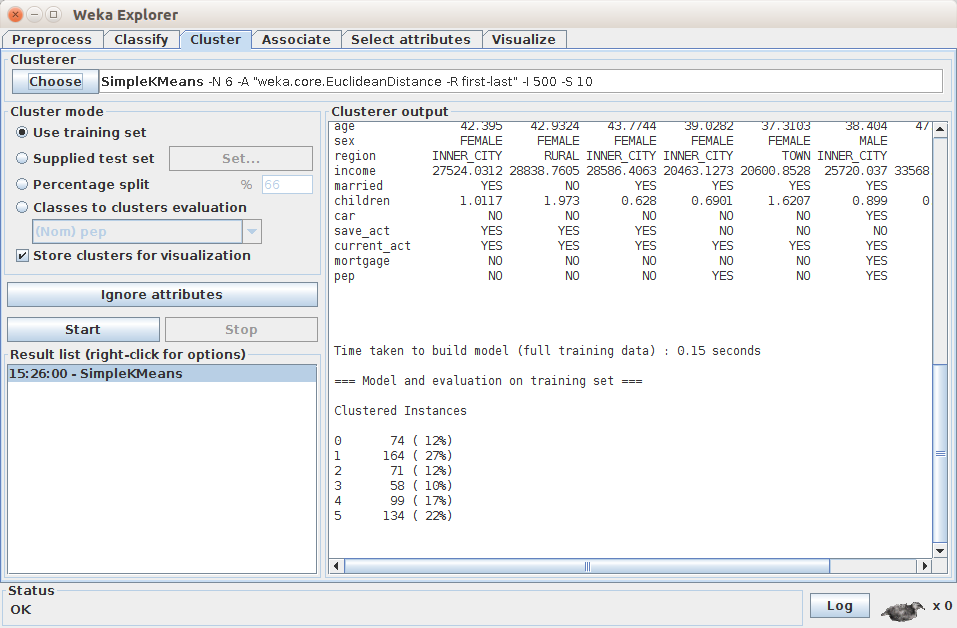 Weka Explorer
Preprocess Classify Cluster Associate Select attributes Visualize
Clusterer
Choose SimpleKMeans -N 6 -A "weka.core.EuclideanDistance -R first-last" -I 500 -S 10
Cluster mode
Use training set
Supplied test set Set...
Percentage split % 66
Classes to clusters evaluation
(Nom) pep
Store clusters for visualization
Ignore attributes
Start Stop
Result list (right-click for options)
15:26:00 - SimpleKMeans
Clusterer output
age 42.395 42.9324 43.7744 39.0282 37.3103 38.404 47
sex FEMALE FEMALE FEMALE FEMALE FEMALE MALE
region INNER_CITY RURAL INNER_CITY INNER_CITY TOWN INNER_CITY
income 27524.0312 28838.7605 28586.4063 20463.1273 20600.8528 25720.037 33568
married YES NO YES YES YES YES
children 1.0117 1.973 0.628 0.6901 1.6207 0.899 0
car NO NO NO NO NO YES
save_act YES YES YES NO NO NO
current_act YES YES YES YES YES YES
mortgage NO NO NO NO NO YES
pep NO NO NO YES NO YES
Time taken to build model (full training data) : 0.15 seconds
=== Model and evaluation on training set ===
Clustered Instances
0 74 ( 12%)
1 164 ( 27%)
2 71 ( 12%)
3 58 ( 10%)
4 99 ( 17%)
5 134 ( 22%)
Status
OK
Log x 0